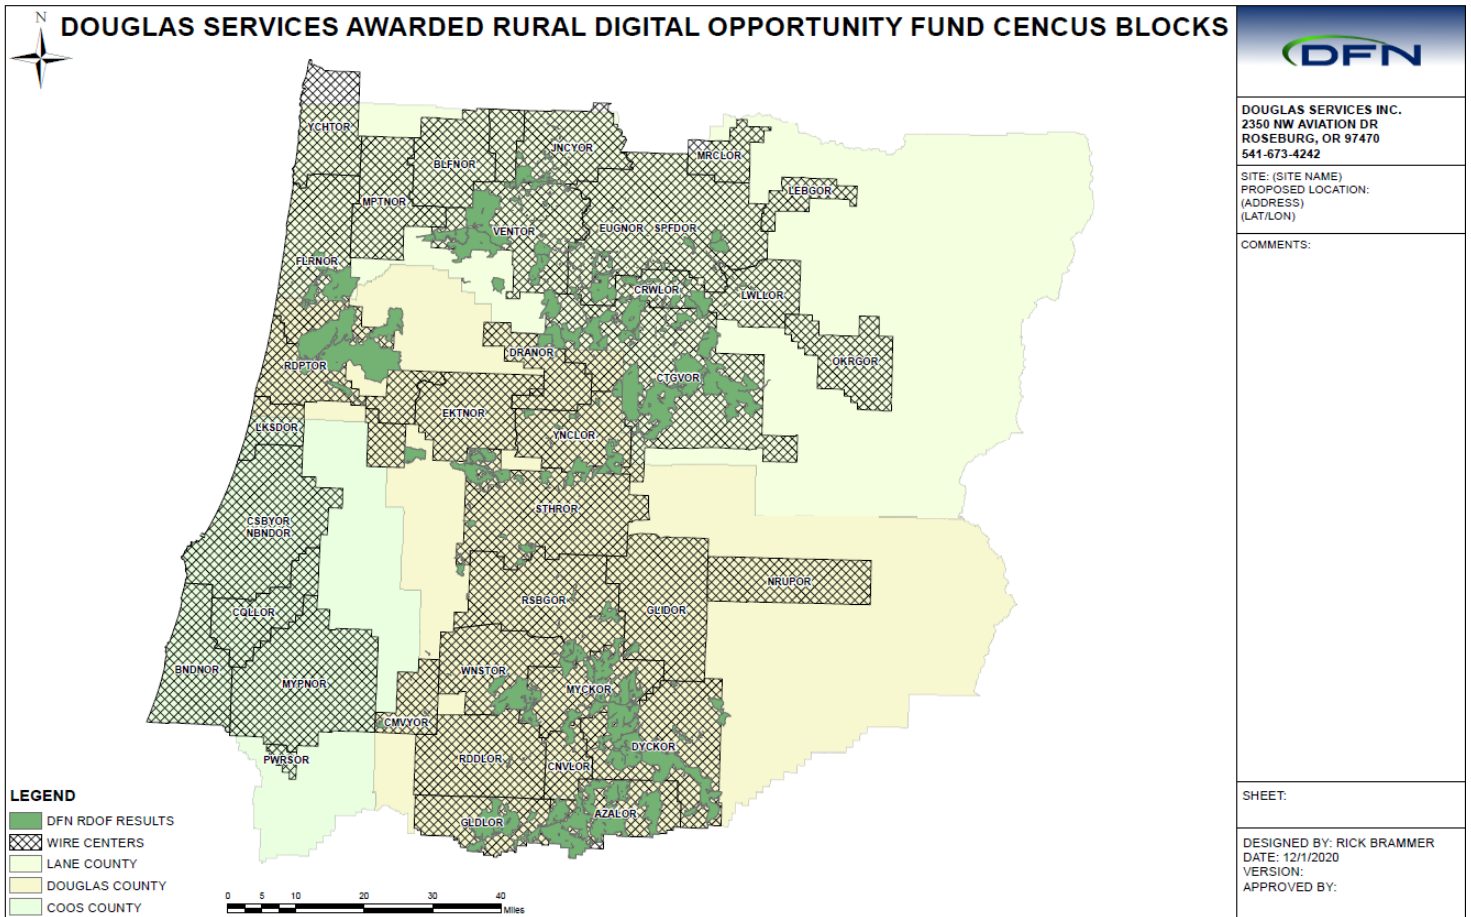 N
DOUGLAS SERVICES AWARDED RURAL DIGITAL OPPORTUNITY FUND CENCUS BLOCKS
DFN
DOUGLAS SERVICES INC.
2350 NW AVIATION DR
ROSEBURG, OR 97470
541-673-4242
SITE: (SITE NAME)
PROPOSED LOCATION:
(ADDRESS)
(LAT/LON)
COMMENTS:
YCHTOR
JNCYOR
BLFNOR
MRCLOR
LEBGOR
MPTNOR
VENTOR
EUGNOR SPFDOR
FLRNOR
CRWLOR
LWLLOR
DRANOR
OKRGOR
RDPTOR
CTGVOR
EKTNOR
LKSDOR
YNCLOR
STHROR
CSBYOR
NBNDOR
NRUPOR
RSBGOR
GLIDOR
CQLLOR
BNDNOR
WNSTOR
MYPNOR
MYCKOR
CMVYOR
DYCKOR
PWRSOR
RDDLOR
CNVLOR
GLDLOR
AZALOR
LEGEND
DFN RDOF RESULTS
WIRE CENTERS
LANE COUNTY
DOUGLAS COUNTY
COOS COUNTY
0 5 10 20 30 40
Miles
SHEET:
DESIGNED BY: RICK BRAMMER
DATE: 12/1/2020
VERSION:
APPROVED BY: